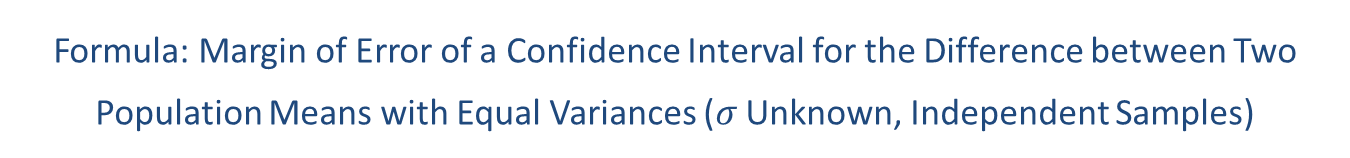 Formula: Margin of Error of a Confidence Interval for the Difference between Two
Population Means with Equal Variances (σ Unknown, Independent Samples)